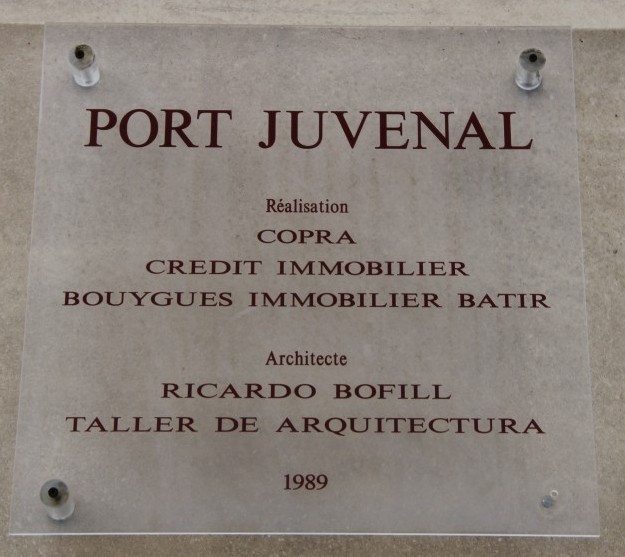 PORT JUVENAL
Réalisation
COPRA
CREDIT IMMOBILIER
BOUYGUES IMMOBILIER BATIR
Architecte
RICARDO BOFILL
TALLER DE ARQUITECTURA
1989